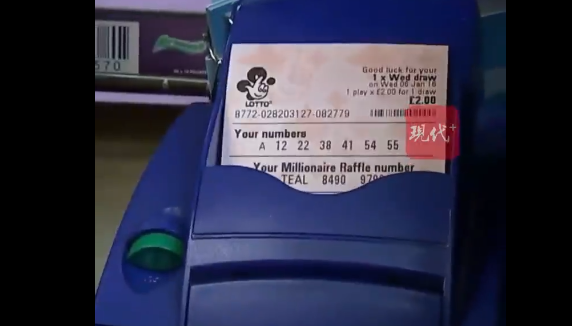 570
Good luck for your
1 x Wed draw
on Wed 06 Jan 16
1 play x £2.00 for 1 draw
£2.00
LOTTO
8772-028203127-082779
現代+
Your numbers
A 12 22 38 41 54 55
Your Millionaire Raffle number
TEAL 8490